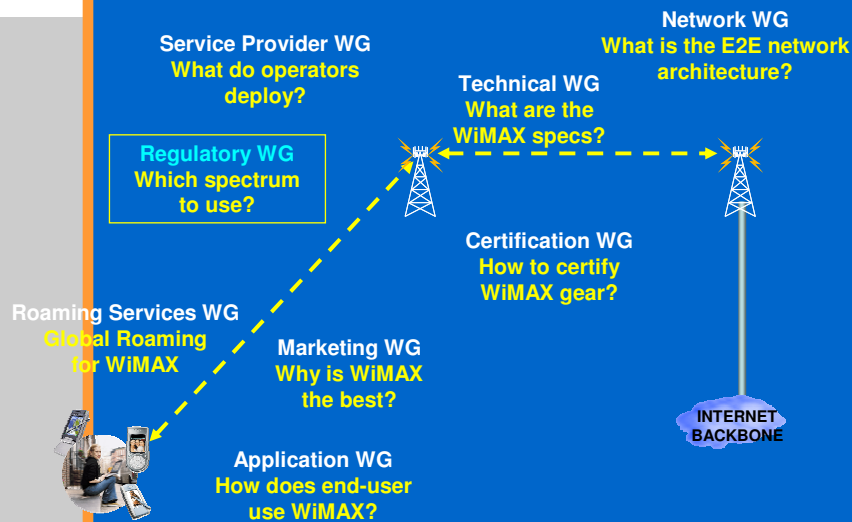 Network WG
What is the E2E network
architecture?
Service Provider WG
What do operators
deploy?
Technical WG
What are the
WiMAX specs?
Regulatory WG
Which spectrum
to use?
Certification WG
How to certify
WiMAX gear?
Roaming Services WG
Global Roaming
for WiMAX
Marketing WG
Why is WiMAX
the best?
INTERNET
BACKBONE
Application WG
How does end-user
use WiMAX?